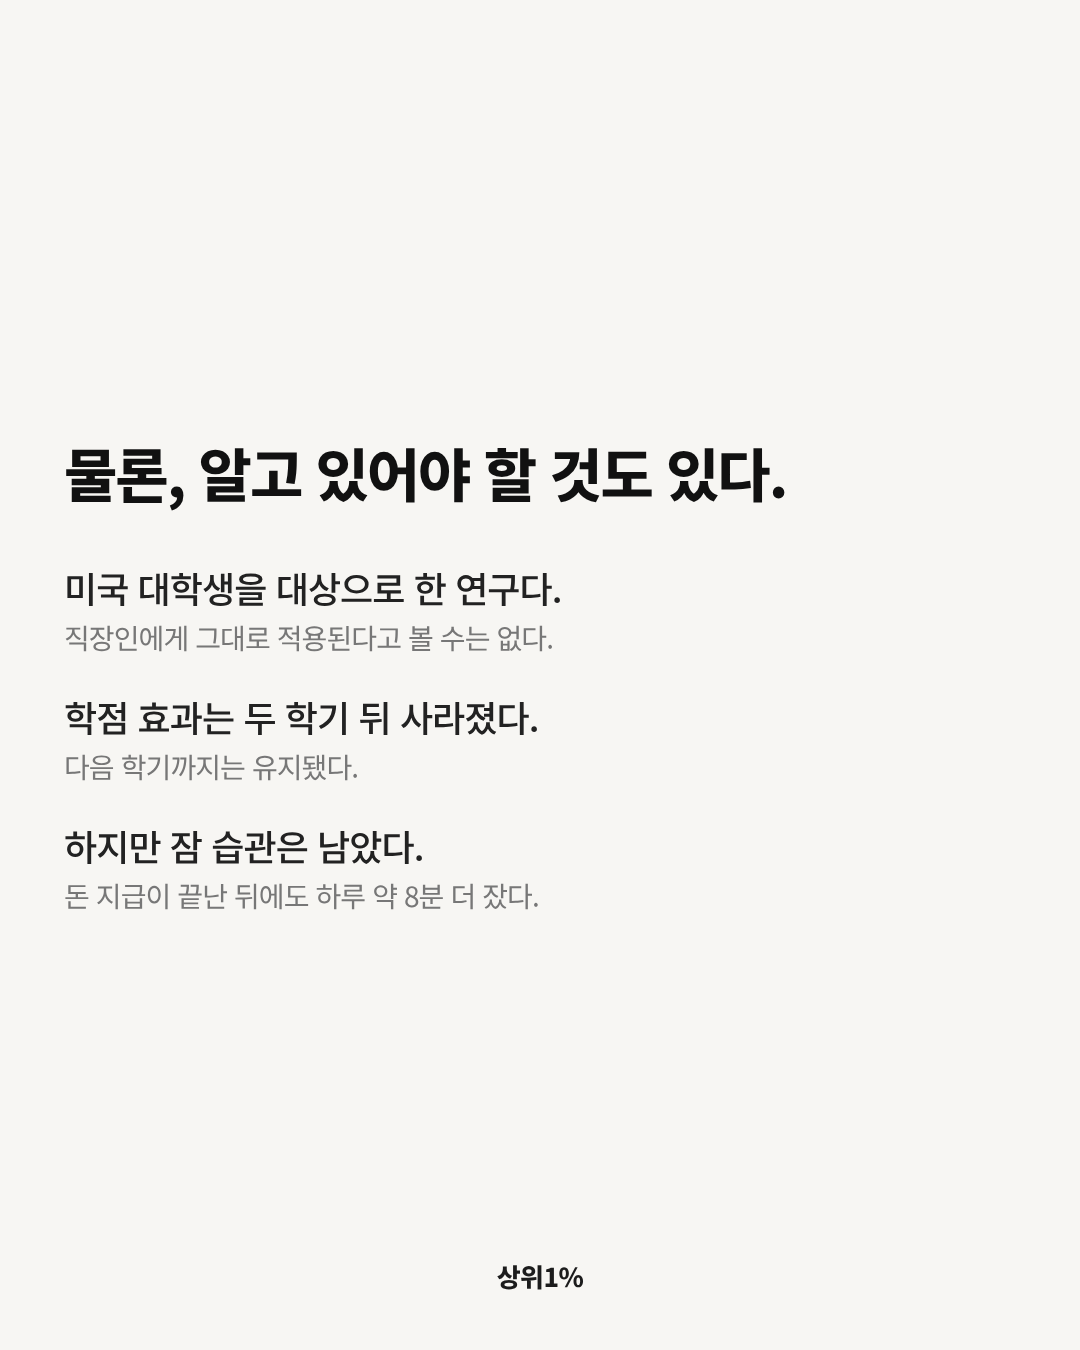 물론, 알고 있어야 할 것도 있다.
미국 대학생을 대상으로 한 연구다.
직장인에게 그대로 적용된다고 볼 수는 없다.
학점 효과는 두 학기 뒤 사라졌다.
다음 학기까지는 유지됐다.
하지만 잠 습관은 남았다.
돈 지급이 끝난 뒤에도 하루 약 8분 더 잤다.
상위1%